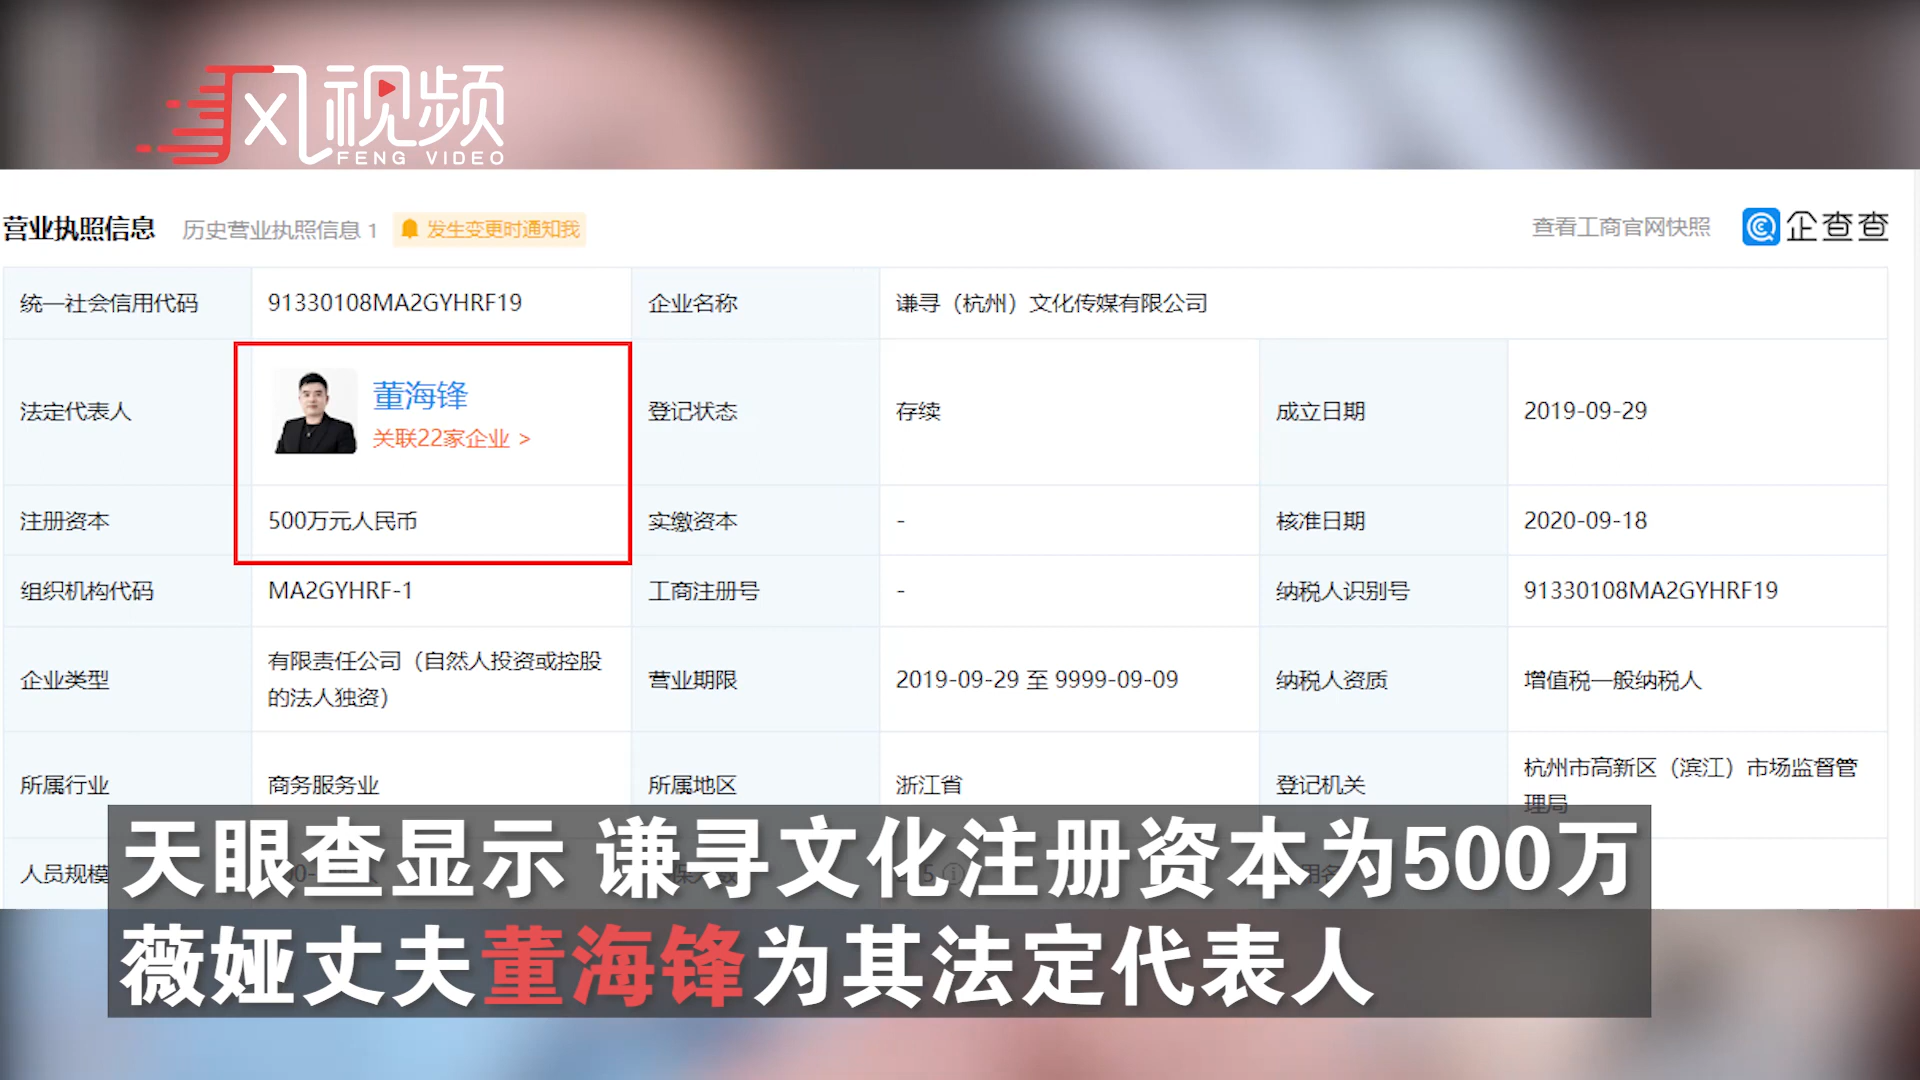 风视频
FENG VIDEO
营业执照信息 历史营业执照信息 1 发生变更时通知我 查看工商官网快照 企查查
统一社会信用代码 91330108MA2GYHRF19 企业名称 谦寻（杭州）文化传媒有限公司
法定代表人 董海锋 登记状态 存续 成立日期 2019-09-29
关联22家企业 >
注册资本 500万元人民币 实缴资本 - 核准日期 2020-09-18
组织机构代码 MA2GYHRF-1 工商注册号 - 纳税人识别号 91330108MA2GYHRF19
企业类型 有限责任公司（自然人投资或控股的法人独资） 营业期限 2019-09-29 至 9999-09-09 纳税人资质 增值税一般纳税人
所属行业 商务服务业 所属地区 浙江省 登记机关 杭州市高新区（滨江）市场监督管理局
人员规模
天眼查显示 谦寻文化注册资本为500万
薇娅丈夫董海锋为其法定代表人